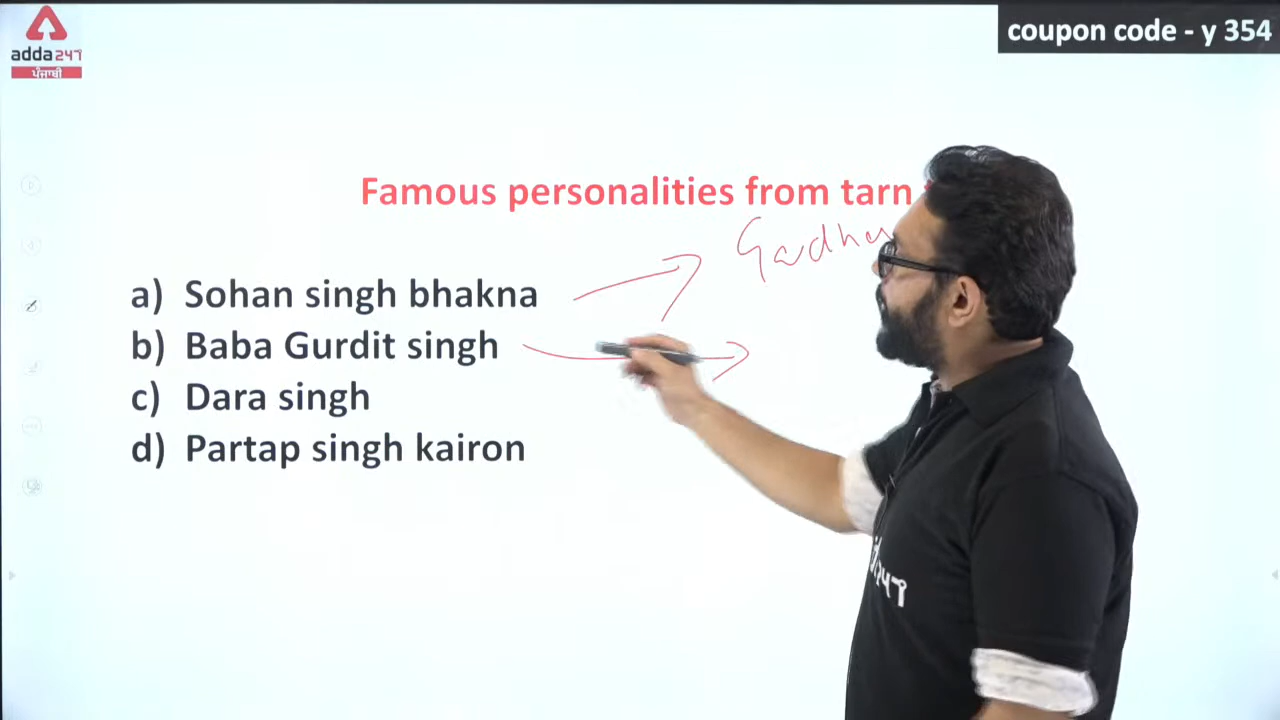 adda247
ਪੰਜਾਬੀ
coupon code - y 354
Famous personalities from tarn
a) Sohan singh bhakna
b) Baba Gurdit singh
c) Dara singh
d) Partap singh kairon
247